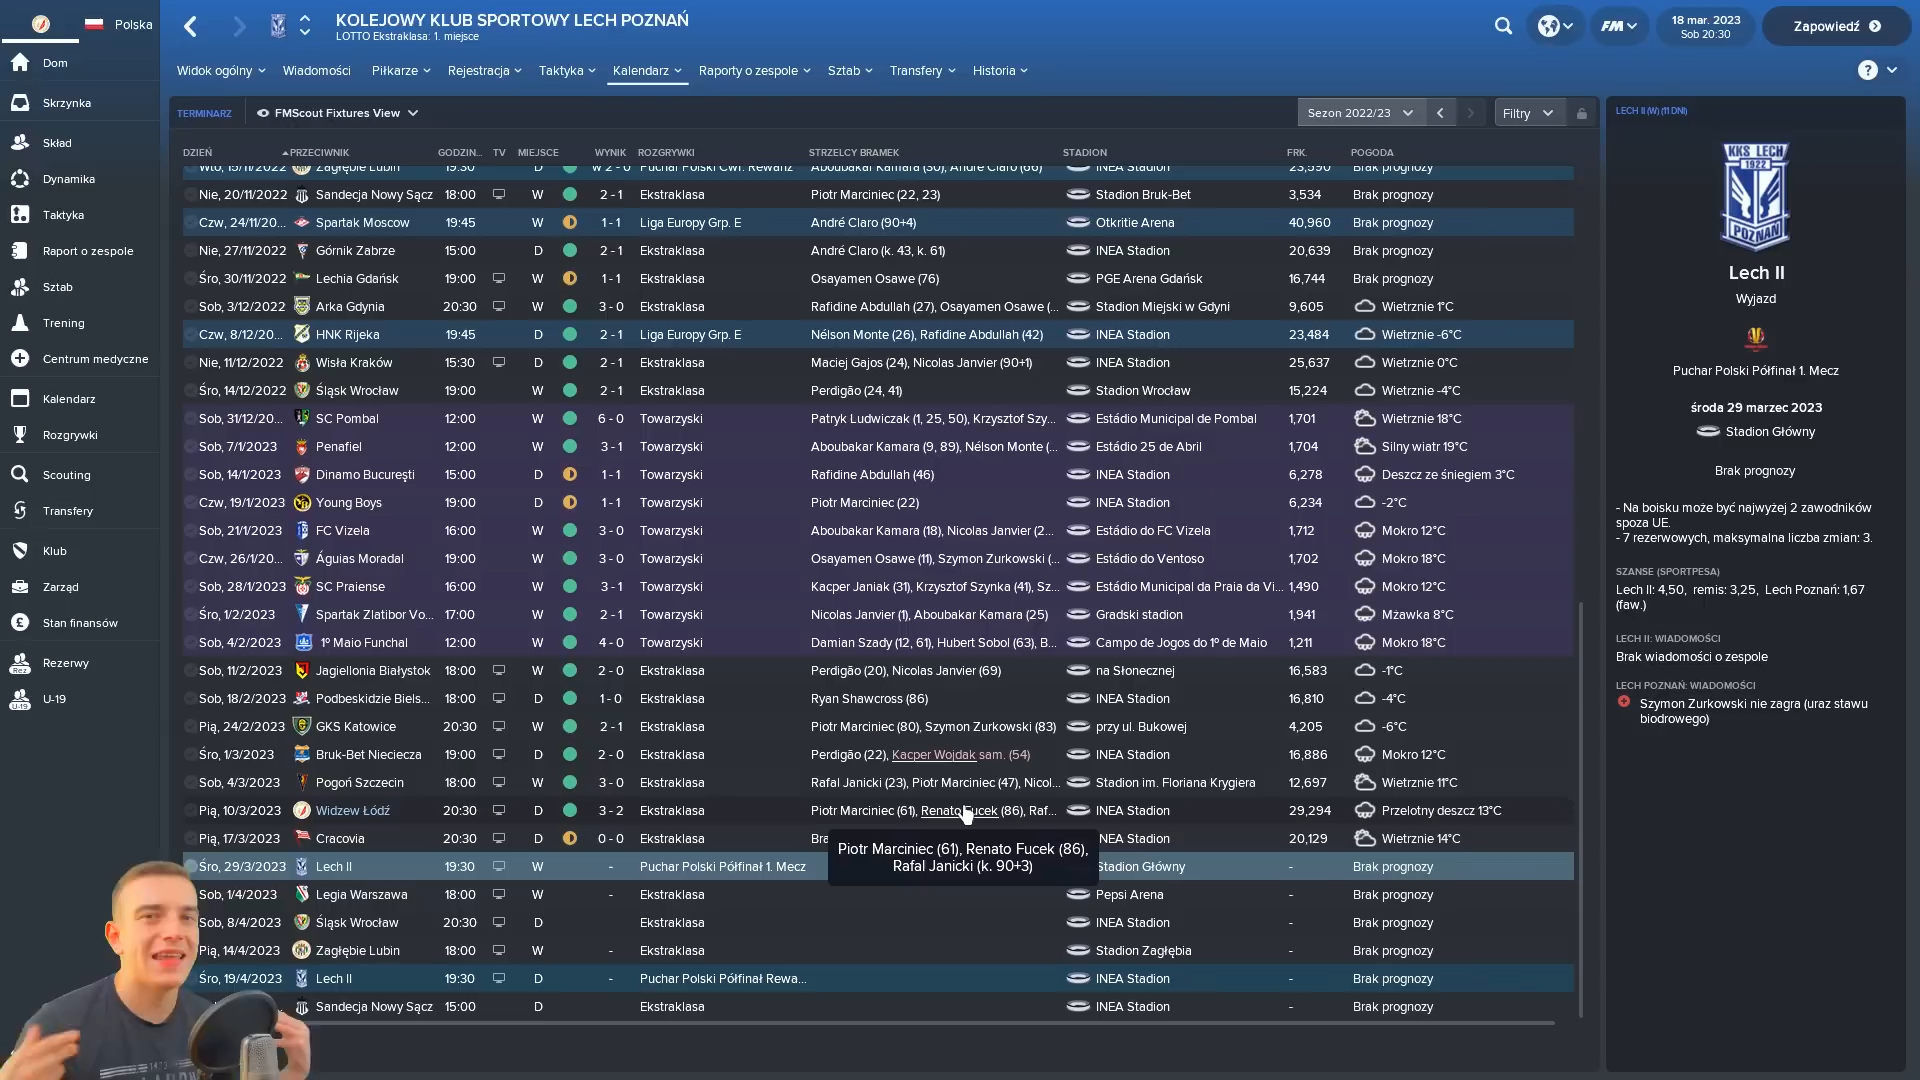 Polska
KOLEJOWY KLUB SPORTOWY LECH POZNAŃ
LOTTO Ekstraklasa: 1. miejsce
FM
18 mar. 2023
Sob 20:30
Zapowiedź
Widok ogólny Wiadomości Piłkarze Rejestracja Taktyka Kalendarz Raporty o zespole Sztab Transfery Historia
?
Dom
Skrzynka
Skład
Dynamika
Taktyka
Raport o zespole
Sztab
Trening
Centrum medyczne
Kalendarz
Rozgrywki
Scouting
Transfery
Klub
Zarząd
Stan finansów
Rezerwy
U-19
TERMINARZ FMScout Fixtures View Sezon 2022/23 Filtry
DZIEŃ PRZECIWNIK GODZIN... TV MIEJSCE WYNIK ROZGRYWKI STRZELCY BRAMEK STADION FRK. POGODA
Wto, 15/11/2022 Zagłębie Lubin 19:30 D W 2 - 0 Puchar Polski Ćwf. Rewanż Aboubakar Kamara (30), André Claro (66) INEA Stadion 23,590 Brak prognozy
Nie, 20/11/2022 Sandecja Nowy Sącz 18:00 W 2 - 1 Ekstraklasa Piotr Marciniec (22, 23) Stadion Bruk-Bet 3,534 Brak prognozy
Czw, 24/11/20... Spartak Moscow 19:45 W 1 - 1 Liga Europy Grp. E André Claro (90+4) Otkritie Arena 40,960 Brak prognozy
Nie, 27/11/2022 Górnik Zabrze 15:00 D 2 - 1 Ekstraklasa André Claro (k. 43, k. 61) INEA Stadion 20,639 Brak prognozy
Śro, 30/11/2022 Lechia Gdańsk 19:00 W 1 - 1 Ekstraklasa Osayamen Osawe (76) PGE Arena Gdańsk 16,744 Brak prognozy
Sob, 3/12/2022 Arka Gdynia 20:30 W 3 - 0 Ekstraklasa Rafidine Abdullah (27), Osayamen Osawe (... Stadion Miejski w Gdyni 9,605 Wietrznie 1°C
Czw, 8/12/20... HNK Rijeka 19:45 D 2 - 1 Liga Europy Grp. E Nélson Monte (26), Rafidine Abdullah (42) INEA Stadion 23,484 Wietrznie -6°C
Nie, 11/12/2022 Wisła Kraków 15:30 D 2 - 1 Ekstraklasa Maciej Gajos (24), Nicolas Janvier (90+1) INEA Stadion 25,637 Wietrznie 0°C
Śro, 14/12/2022 Śląsk Wrocław 19:00 W 2 - 1 Ekstraklasa Perdigão (24, 41) Stadion Wrocław 15,224 Wietrznie -4°C
Sob, 31/12/20... SC Pombal 12:00 W 6 - 0 Towarzyski Patryk Ludwiczak (1, 25, 50), Krzysztof Szy... Estádio Municipal de Pombal 1,701 Wietrznie 18°C
Sob, 7/1/2023 Penafiel 12:00 W 3 - 1 Towarzyski Aboubakar Kamara (9, 89), Nélson Monte (... Estádio 25 de Abril 1,704 Silny wiatr 19°C
Sob, 14/1/2023 Dinamo Bucureşti 15:00 D 1 - 1 Towarzyski Rafidine Abdullah (46) INEA Stadion 6,278 Deszcz ze śniegiem 3°C
Czw, 19/1/2023 Young Boys 19:00 D 1 - 1 Towarzyski Piotr Marciniec (22) INEA Stadion 6,234 -2°C
Sob, 21/1/2023 FC Vizela 16:00 W 3 - 0 Towarzyski Aboubakar Kamara (18), Nicolas Janvier (2... Estádio do FC Vizela 1,712 Mokro 12°C
Czw, 26/1/20... Águias Moradal 19:00 W 3 - 0 Towarzyski Osayamen Osawe (11), Szymon Zurkowski (... Estádio do Ventoso 1,702 Mokro 18°C
Sob, 28/1/2023 SC Praiense 16:00 W 3 - 1 Towarzyski Kacper Janiak (31), Krzysztof Szynka (41), Sz... Estádio Municipal da Praia da Vi... 1,490 Mokro 12°C
Śro, 1/2/2023 Spartak Zlatibor Vo... 17:00 W 2 - 1 Towarzyski Nicolas Janvier (1), Aboubakar Kamara (25) Gradski stadion 1,941 Mżawka 8°C
Sob, 4/2/2023 1º Maio Funchal 12:00 W 4 - 0 Towarzyski Damian Szady (12, 61), Hubert Sobol (63), B... Campo de Jogos do 1º de Maio 1,211 Mokro 18°C
Sob, 11/2/2023 Jagiellonia Białystok 18:00 W 2 - 0 Ekstraklasa Perdigão (20), Nicolas Janvier (69) na Słonecznej 16,583 -1°C
Sob, 18/2/2023 Podbeskidzie Biels... 18:00 D 1 - 0 Ekstraklasa Ryan Shawcross (86) INEA Stadion 16,810 -4°C
Pią, 24/2/2023 GKS Katowice 20:30 W 2 - 1 Ekstraklasa Piotr Marciniec (80), Szymon Zurkowski (83) przy ul. Bukowej 4,205 -6°C
Śro, 1/3/2023 Bruk-Bet Nieciecza 19:00 D 2 - 0 Ekstraklasa Perdigão (22), Kacper Wojdak sam. (54) INEA Stadion 16,886 Mokro 12°C
Sob, 4/3/2023 Pogoń Szczecin 18:00 W 3 - 0 Ekstraklasa Rafal Janicki (23), Piotr Marciniec (47), Nicol... Stadion im. Floriana Krygiera 12,697 Wietrznie 11°C
Pią, 10/3/2023 Widzew Łódź 20:30 D 3 - 2 Ekstraklasa Piotr Marciniec (61), Renato Fucek (86), Raf... INEA Stadion 29,294 Przelotny deszcz 13°C
Pią, 17/3/2023 Cracovia 20:30 D 0 - 0 Ekstraklasa Bra INEA Stadion 20,129 Wietrznie 14°C
Piotr Marciniec (61), Renato Fucek (86),
Rafal Janicki (k. 90+3)
Śro, 29/3/2023 Lech II 19:30 W - Puchar Polski Półfinał 1. Mecz Stadion Główny - Brak prognozy
Sob, 1/4/2023 Legia Warszawa 18:00 W - Ekstraklasa Pepsi Arena - Brak prognozy
Sob, 8/4/2023 Śląsk Wrocław 20:30 D Ekstraklasa INEA Stadion - Brak prognozy
Pią, 14/4/2023 Zagłębie Lubin 18:00 W - Ekstraklasa Stadion Zagłębia - Brak prognozy
Śro, 19/4/2023 Lech II 19:30 D - Puchar Polski Półfinał Rewa... INEA Stadion - Brak prognozy
Sandecja Nowy Sącz 15:00 D Ekstraklasa INEA Stadion - Brak prognozy
LECH II (W) (11 DNI)
KKS LECH
1922
POZNAŃ
Lech II
Wyjazd
Puchar Polski Półfinał 1. Mecz
środa 29 marzec 2023
Stadion Główny
Brak prognozy
- Na boisku może być najwyżej 2 zawodników
spoza UE.
- 7 rezerwowych, maksymalna liczba zmian: 3.
SZANSE (SPORTPESA)
Lech II: 4,50, remis: 3,25, Lech Poznań: 1,67
(faw.)
LECH II: WIADOMOŚCI
Brak wiadomości o zespole
LECH POZNAŃ: WIADOMOŚCI
Szymon Zurkowski nie zagra (uraz stawu
biodrowego)